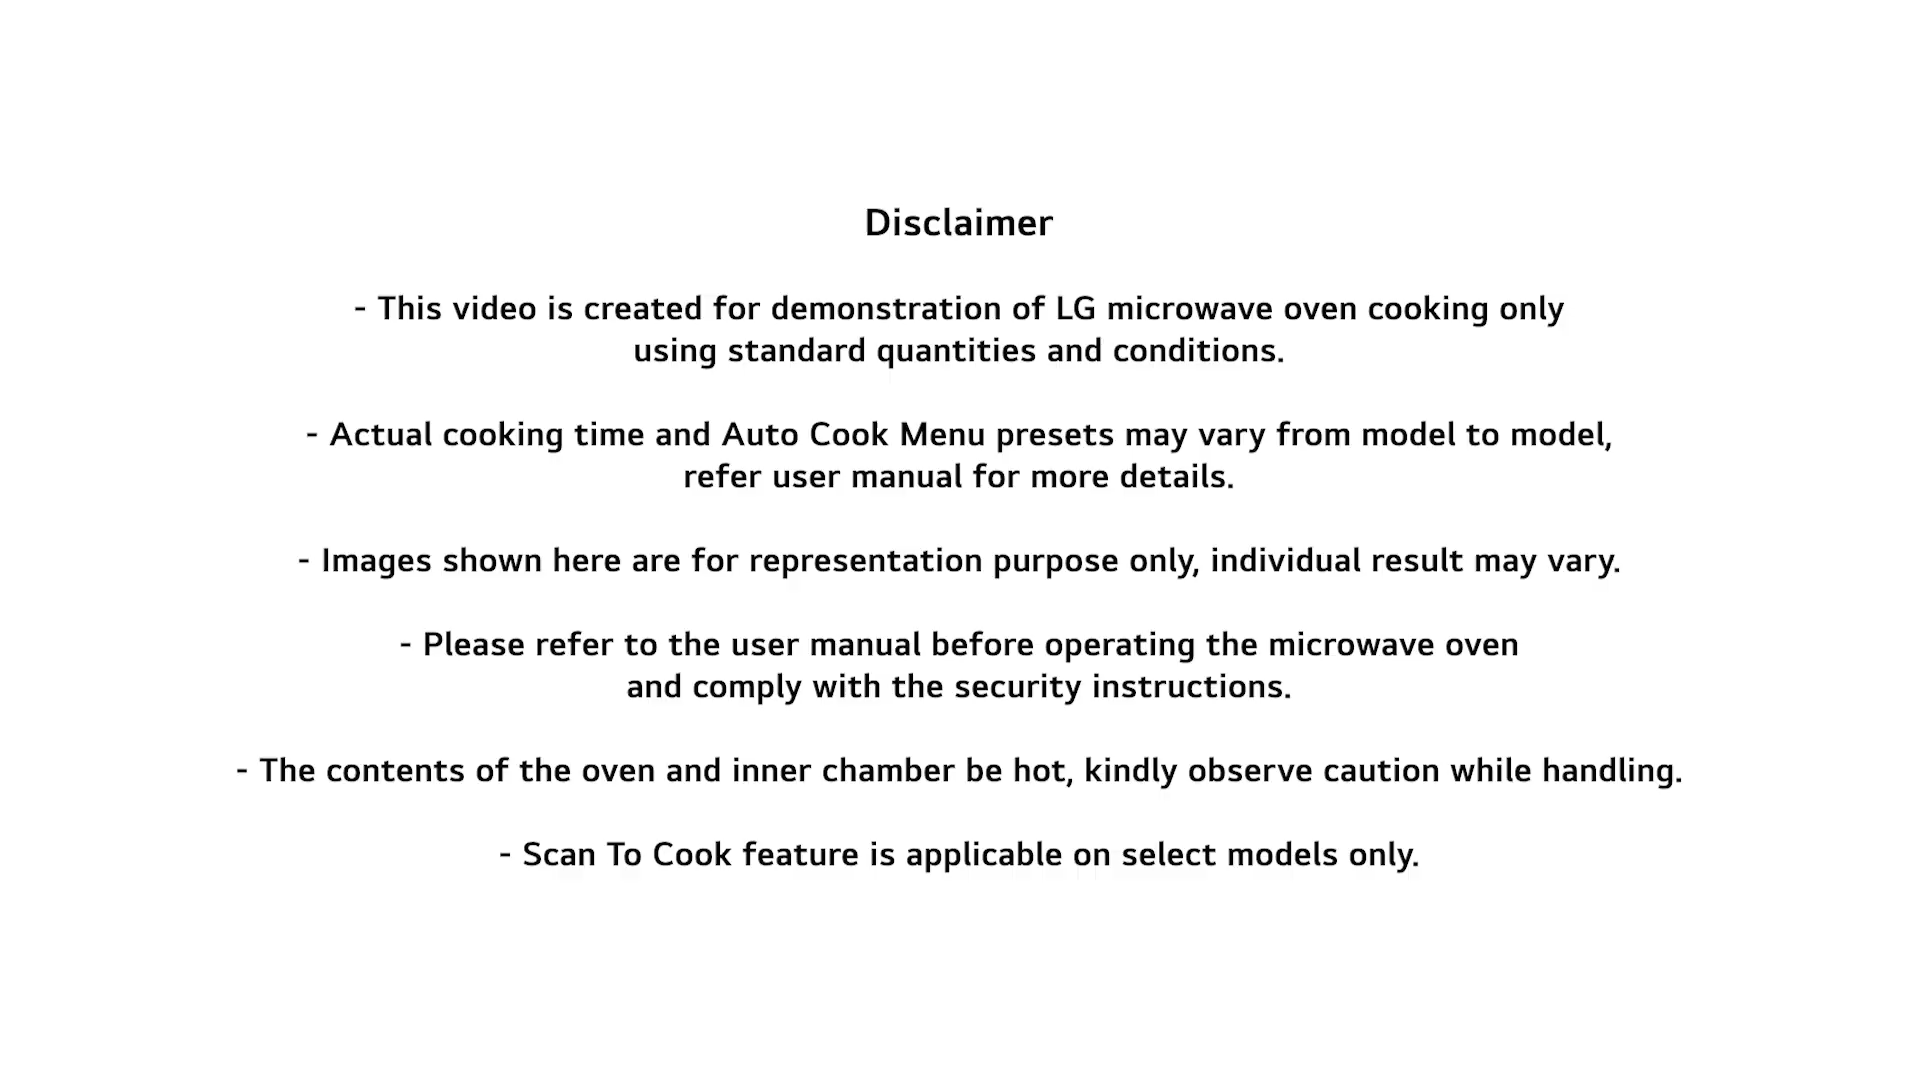 Disclaimer
- This video is created for demonstration of LG microwave oven cooking only
using standard quantities and conditions.
- Actual cooking time and Auto Cook Menu presets may vary from model to model,
refer user manual for more details.
- Images shown here are for representation purpose only, individual result may vary.
- Please refer to the user manual before operating the microwave oven
and comply with the security instructions.
- The contents of the oven and inner chamber be hot, kindly observe caution while handling.
- Scan To Cook feature is applicable on select models only.